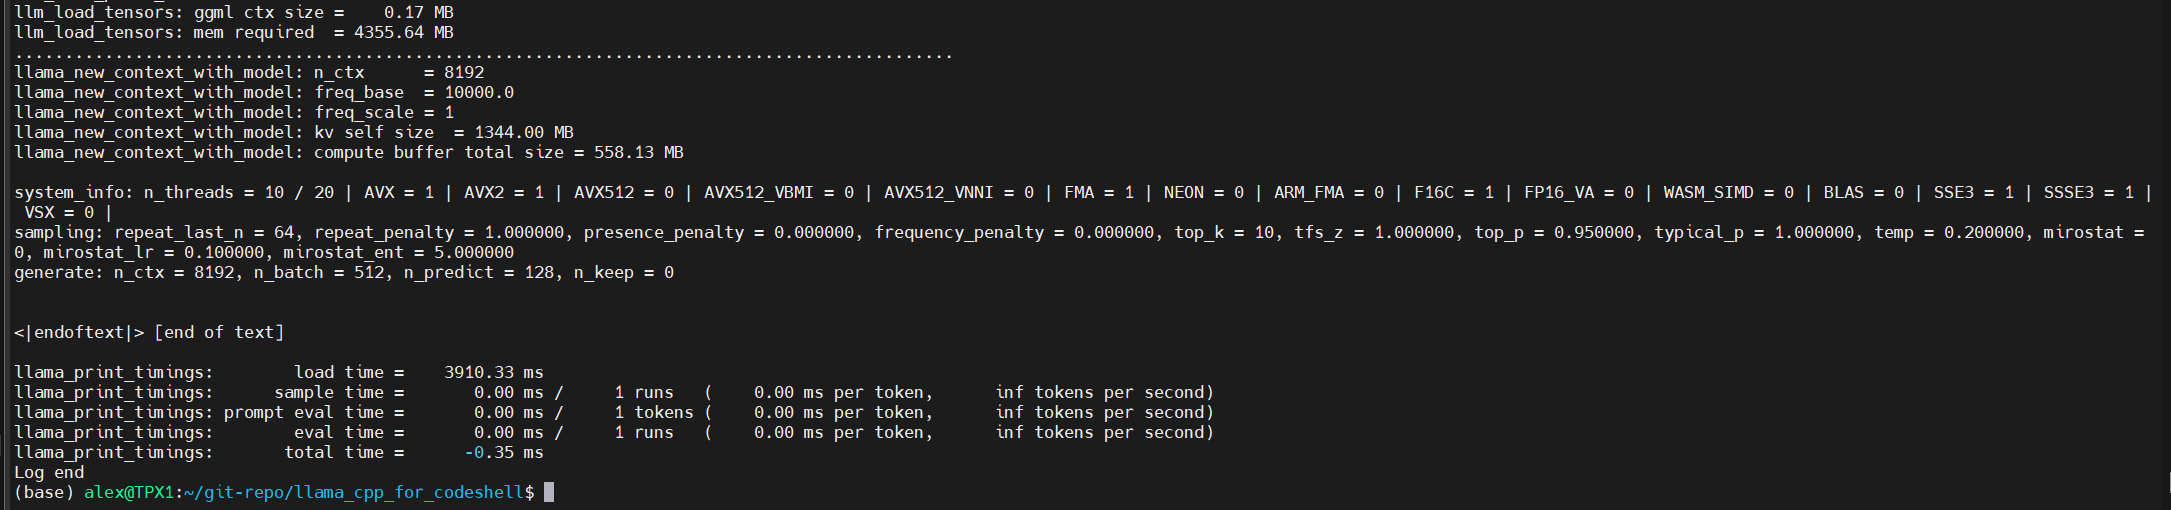 llm_load_tensors: ggml ctx size =    0.17 MB
llm_load_tensors: mem required  = 4355.64 MB
..............................................................................................
llama_new_context_with_model: n_ctx      = 8192
llama_new_context_with_model: freq_base  = 10000.0
llama_new_context_with_model: freq_scale = 1
llama_new_context_with_model: kv self size  = 1344.00 MB
llama_new_context_with_model: compute buffer total size = 558.13 MB
system_info: n_threads = 10 / 20 | AVX = 1 | AVX2 = 1 | AVX512 = 0 | AVX512_VBMI = 0 | AVX512_VNNI = 0 | FMA = 1 | NEON = 0 | ARM_FMA = 0 | F16C = 1 | FP16_VA = 0 | WASM_SIMD = 0 | BLAS = 0 | SSE3 = 1 | SSSE3 = 1 |
 VSX = 0 |
sampling: repeat_last_n = 64, repeat_penalty = 1.000000, presence_penalty = 0.000000, frequency_penalty = 0.000000, top_k = 10, tfs_z = 1.000000, top_p = 0.950000, typical_p = 1.000000, temp = 0.200000, mirostat =
0, mirostat_lr = 0.100000, mirostat_ent = 5.000000
generate: n_ctx = 8192, n_batch = 512, n_predict = 128, n_keep = 0
<|endoftext|> [end of text]
llama_print_timings:        load time =    3910.33 ms
llama_print_timings:      sample time =       0.00 ms /     1 runs   (    0.00 ms per token,      inf tokens per second)
llama_print_timings: prompt eval time =       0.00 ms /     1 tokens (    0.00 ms per token,      inf tokens per second)
llama_print_timings:        eval time =       0.00 ms /     1 runs   (    0.00 ms per token,      inf tokens per second)
llama_print_timings:       total time =      -0.35 ms
Log end
(base) alex@TPX1:~/git-repo/llama_cpp_for_codeshell$